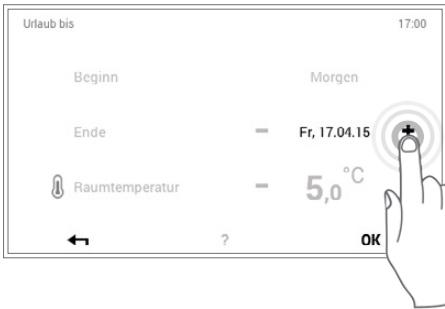 Urlaub bis 17:00
Beginn Morgen
Ende − Fr, 17.04.15 +
Raumtemperatur − 5,0 °C
? OK